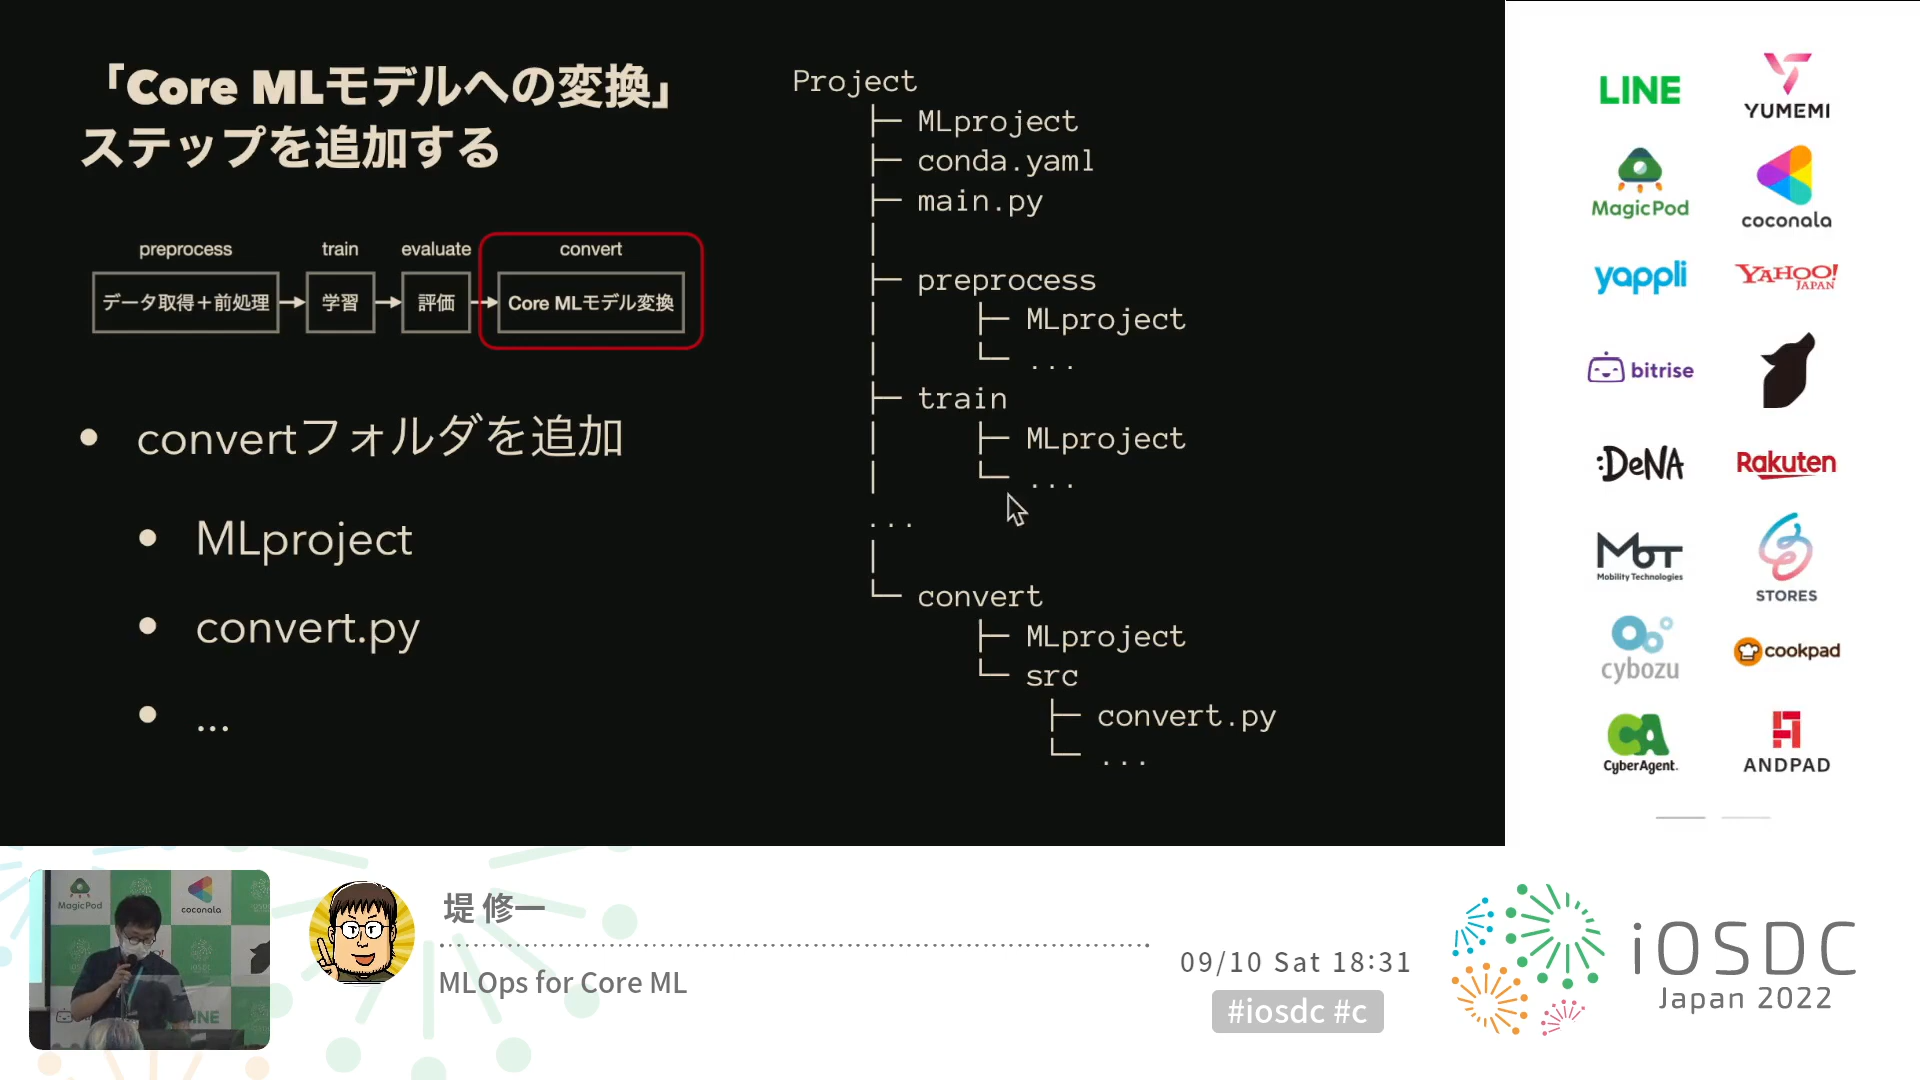 「Core MLモデルへの変換」
ステップを追加する
preprocess
train
evaluate
convert
データ取得＋前処理
学習
評価
Core MLモデル変換
• convertフォルダを追加
• MLproject
• convert.py
• ...
Project
├─ MLproject
├─ conda.yaml
├─ main.py
│
├─ preprocess
│ ├─ MLproject
│ └─ ...
├─ train
│ ├─ MLproject
│ └─ ...
...
│
└─ convert
├─ MLproject
└─ src
├─ convert.py
└─ ...
LINE
YUMEMI
MagicPod
coconala
yappli
YAHOO!
JAPAN
bitrise
:DeNA
Rakuten
MoT
Mobility Technologies
STORES
cybozu
cookpad
CA
CyberAgent.
ANDPAD
MagicPod
coconala
堤 修一
MLOps for Core ML
09/10 Sat 18:31
#iosdc #c
iOSDC
Japan 2022